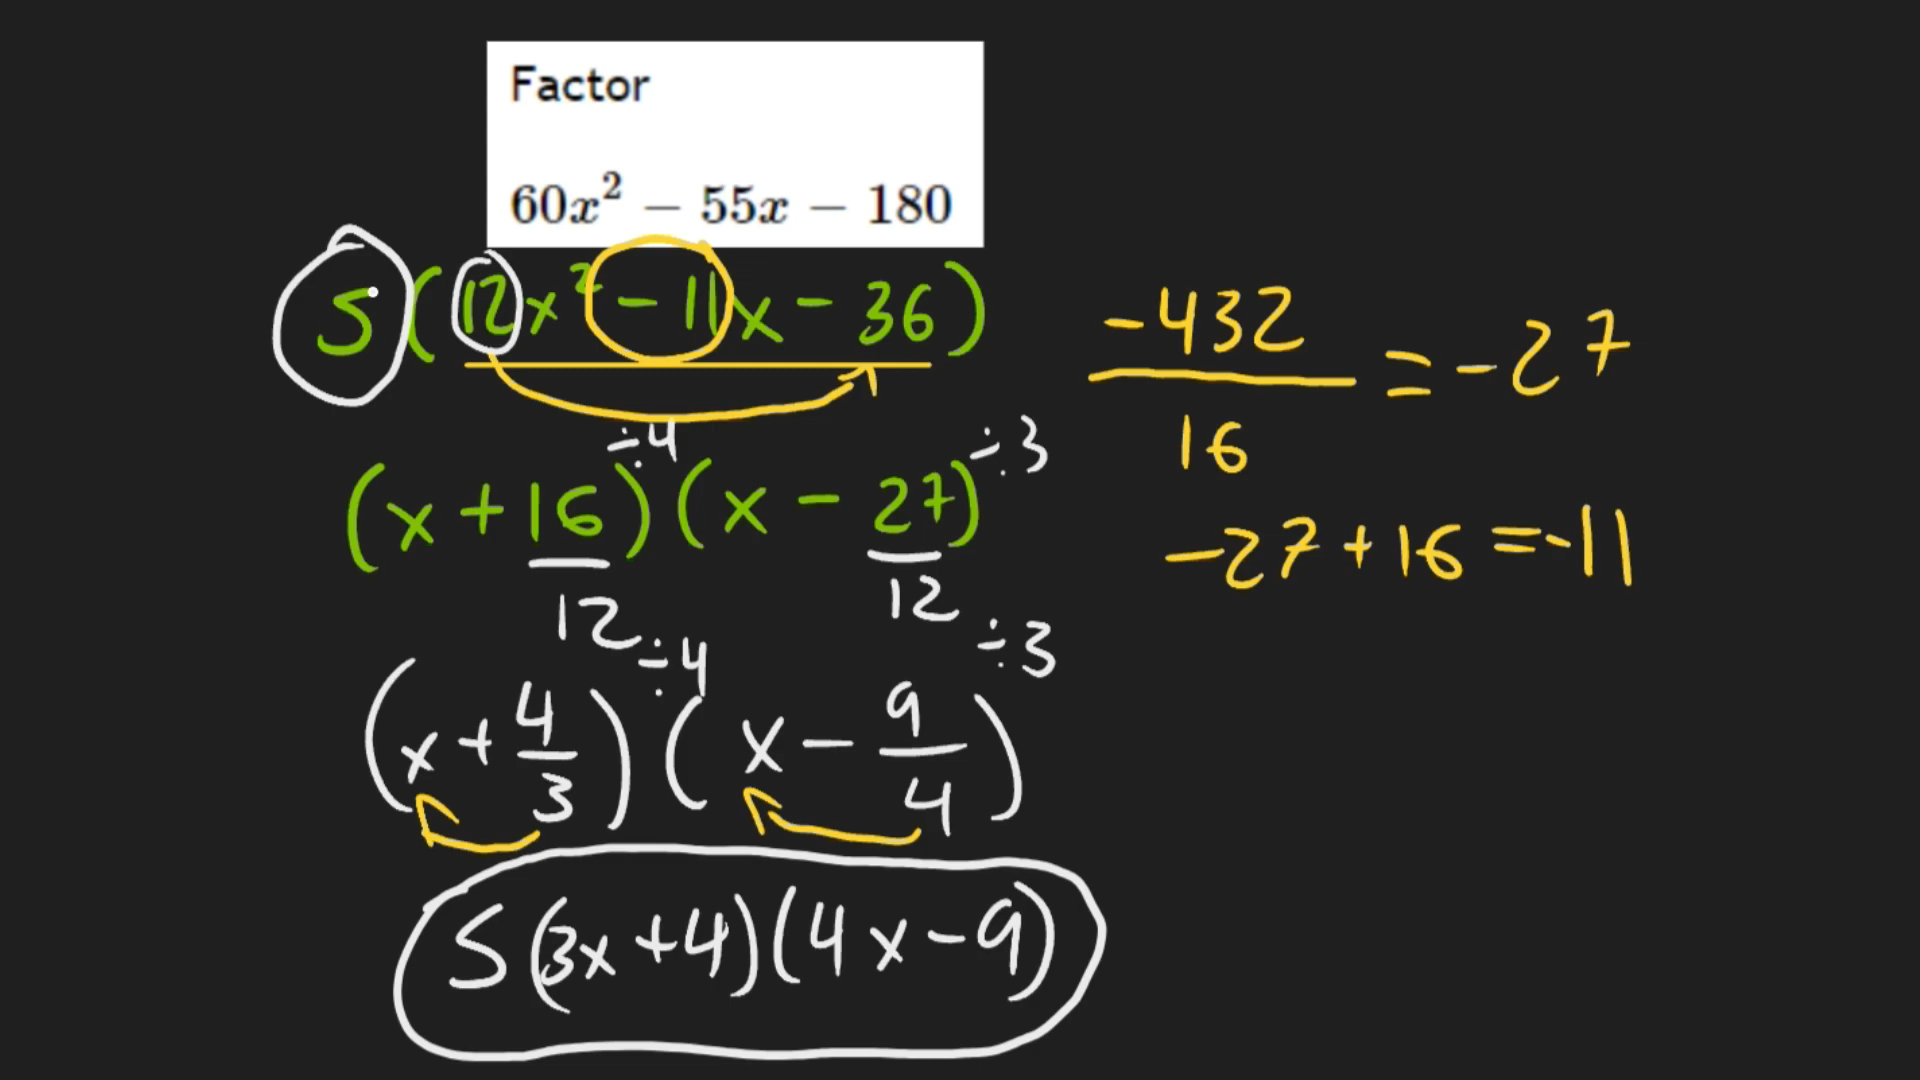 Factor
60x² − 55x − 180
5(12x² − 11x − 36)
-432
16
= -27
÷4
÷3
(x + 16)(x − 27)
12
12
-27 + 16 = -11
÷4
÷3
(x + 4/3)(x − 9/4)
5(3x + 4)(4x − 9)